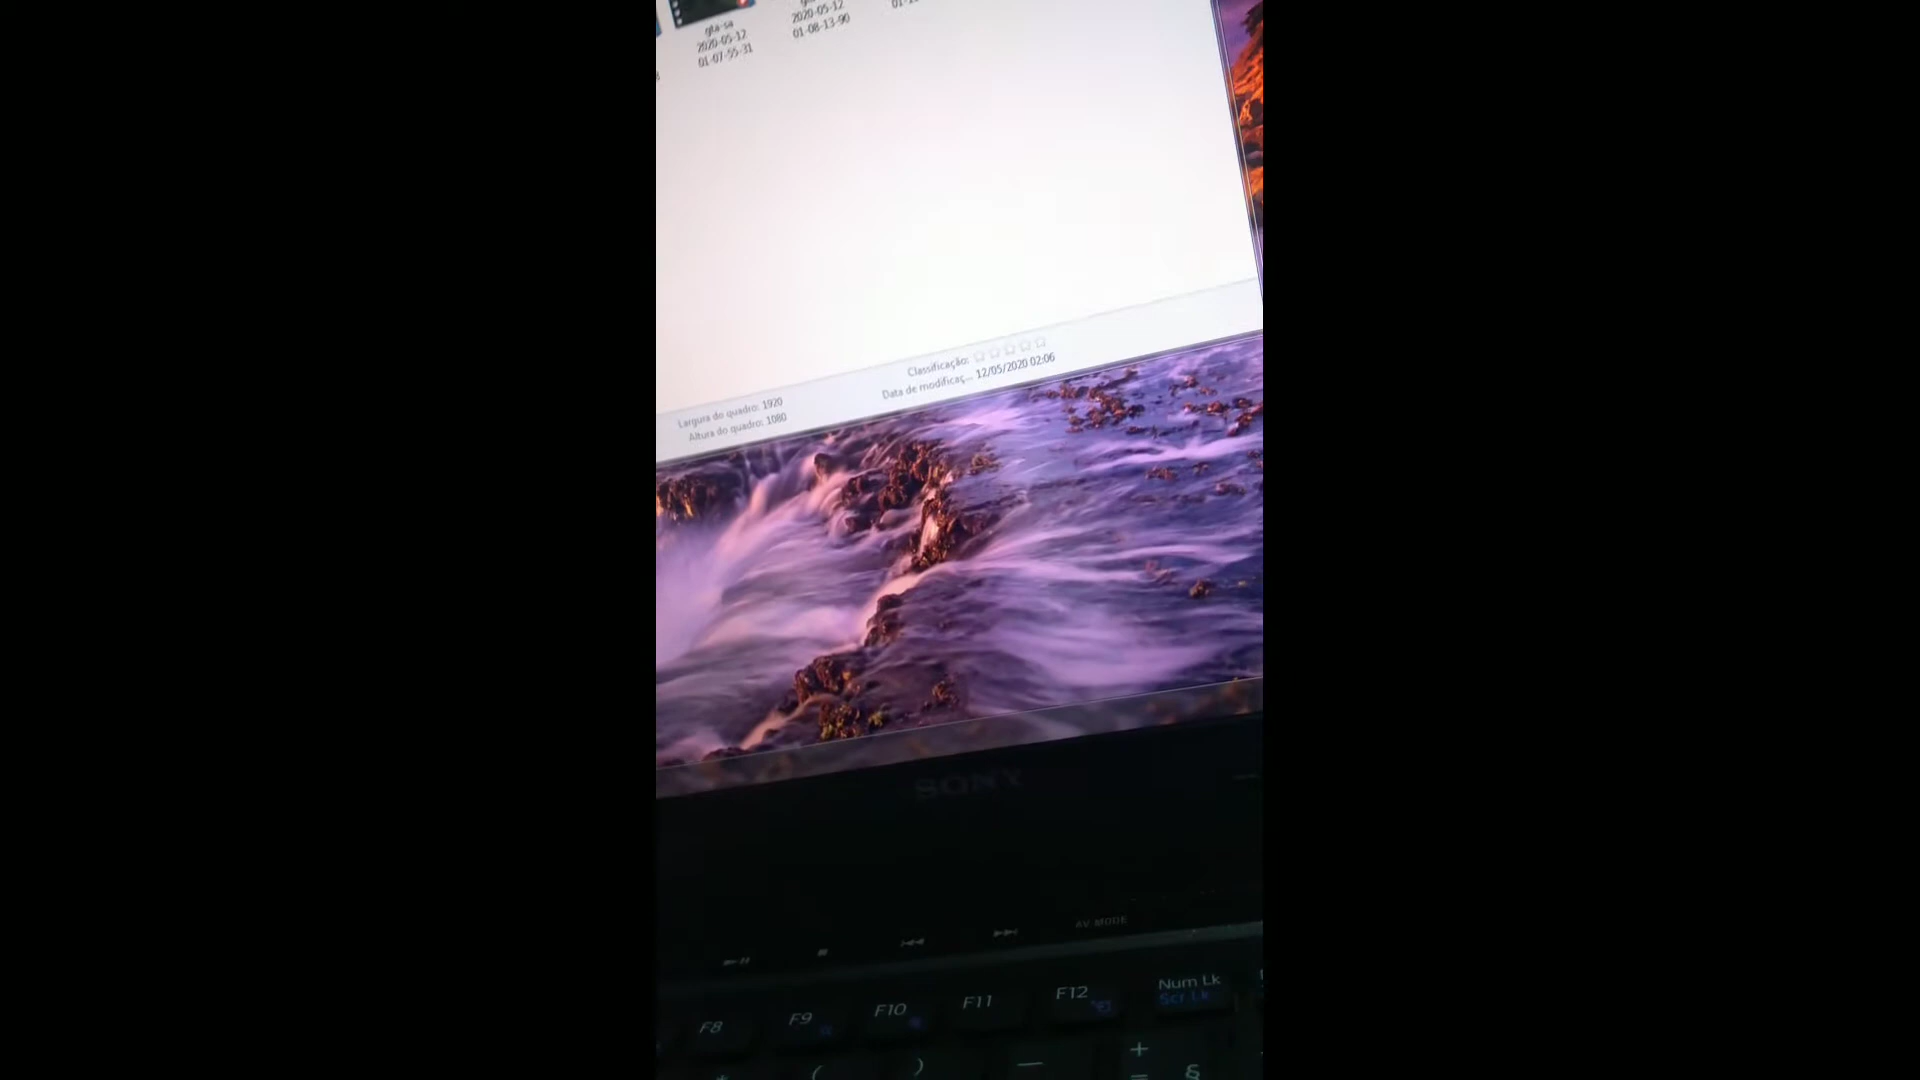 gta-sa
2020-05-12
01-07-55-31
2020-05-12
01-08-13-90
Classificação:
Data de modificaç... 12/05/2020 02:06
Largura do quadro: 1920
Altura do quadro: 1080
SONY
AV MODE
F8
F9
F10
F11
F12
Num Lk
Scr Lk
( ) — +
= §